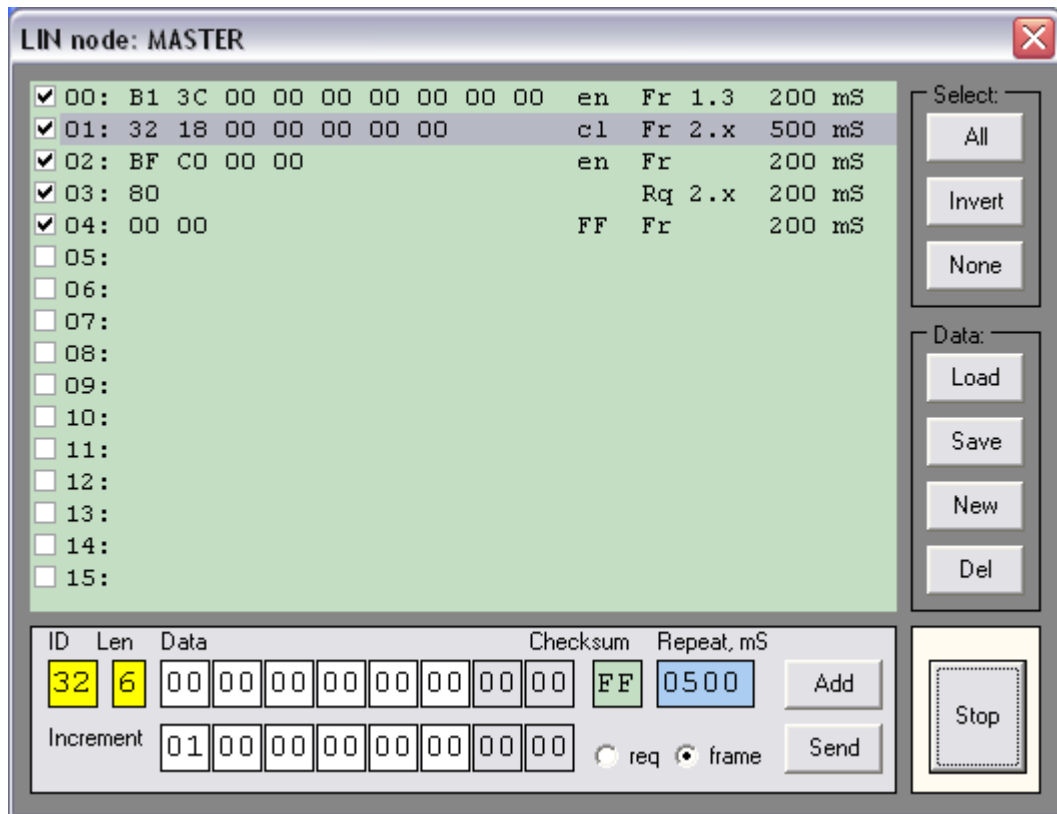 LIN node: MASTER
00: B1 3C 00 00 00 00 00 00 00 en Fr 1.3 200 mS
01: 32 18 00 00 00 00 00 cl Fr 2.x 500 mS
02: BF C0 00 00 en Fr 200 mS
03: 80 Rq 2.x 200 mS
04: 00 00 FF Fr 200 mS
05:
06:
07:
08:
09:
10:
11:
12:
13:
14:
15:
Select:
All
Invert
None
Data:
Load
Save
New
Del
ID Len Data Checksum Repeat, mS
32 6 00 00 00 00 00 00 00 00 FF 0500 Add
Increment 01 00 00 00 00 00 00 00 req frame Send
Stop